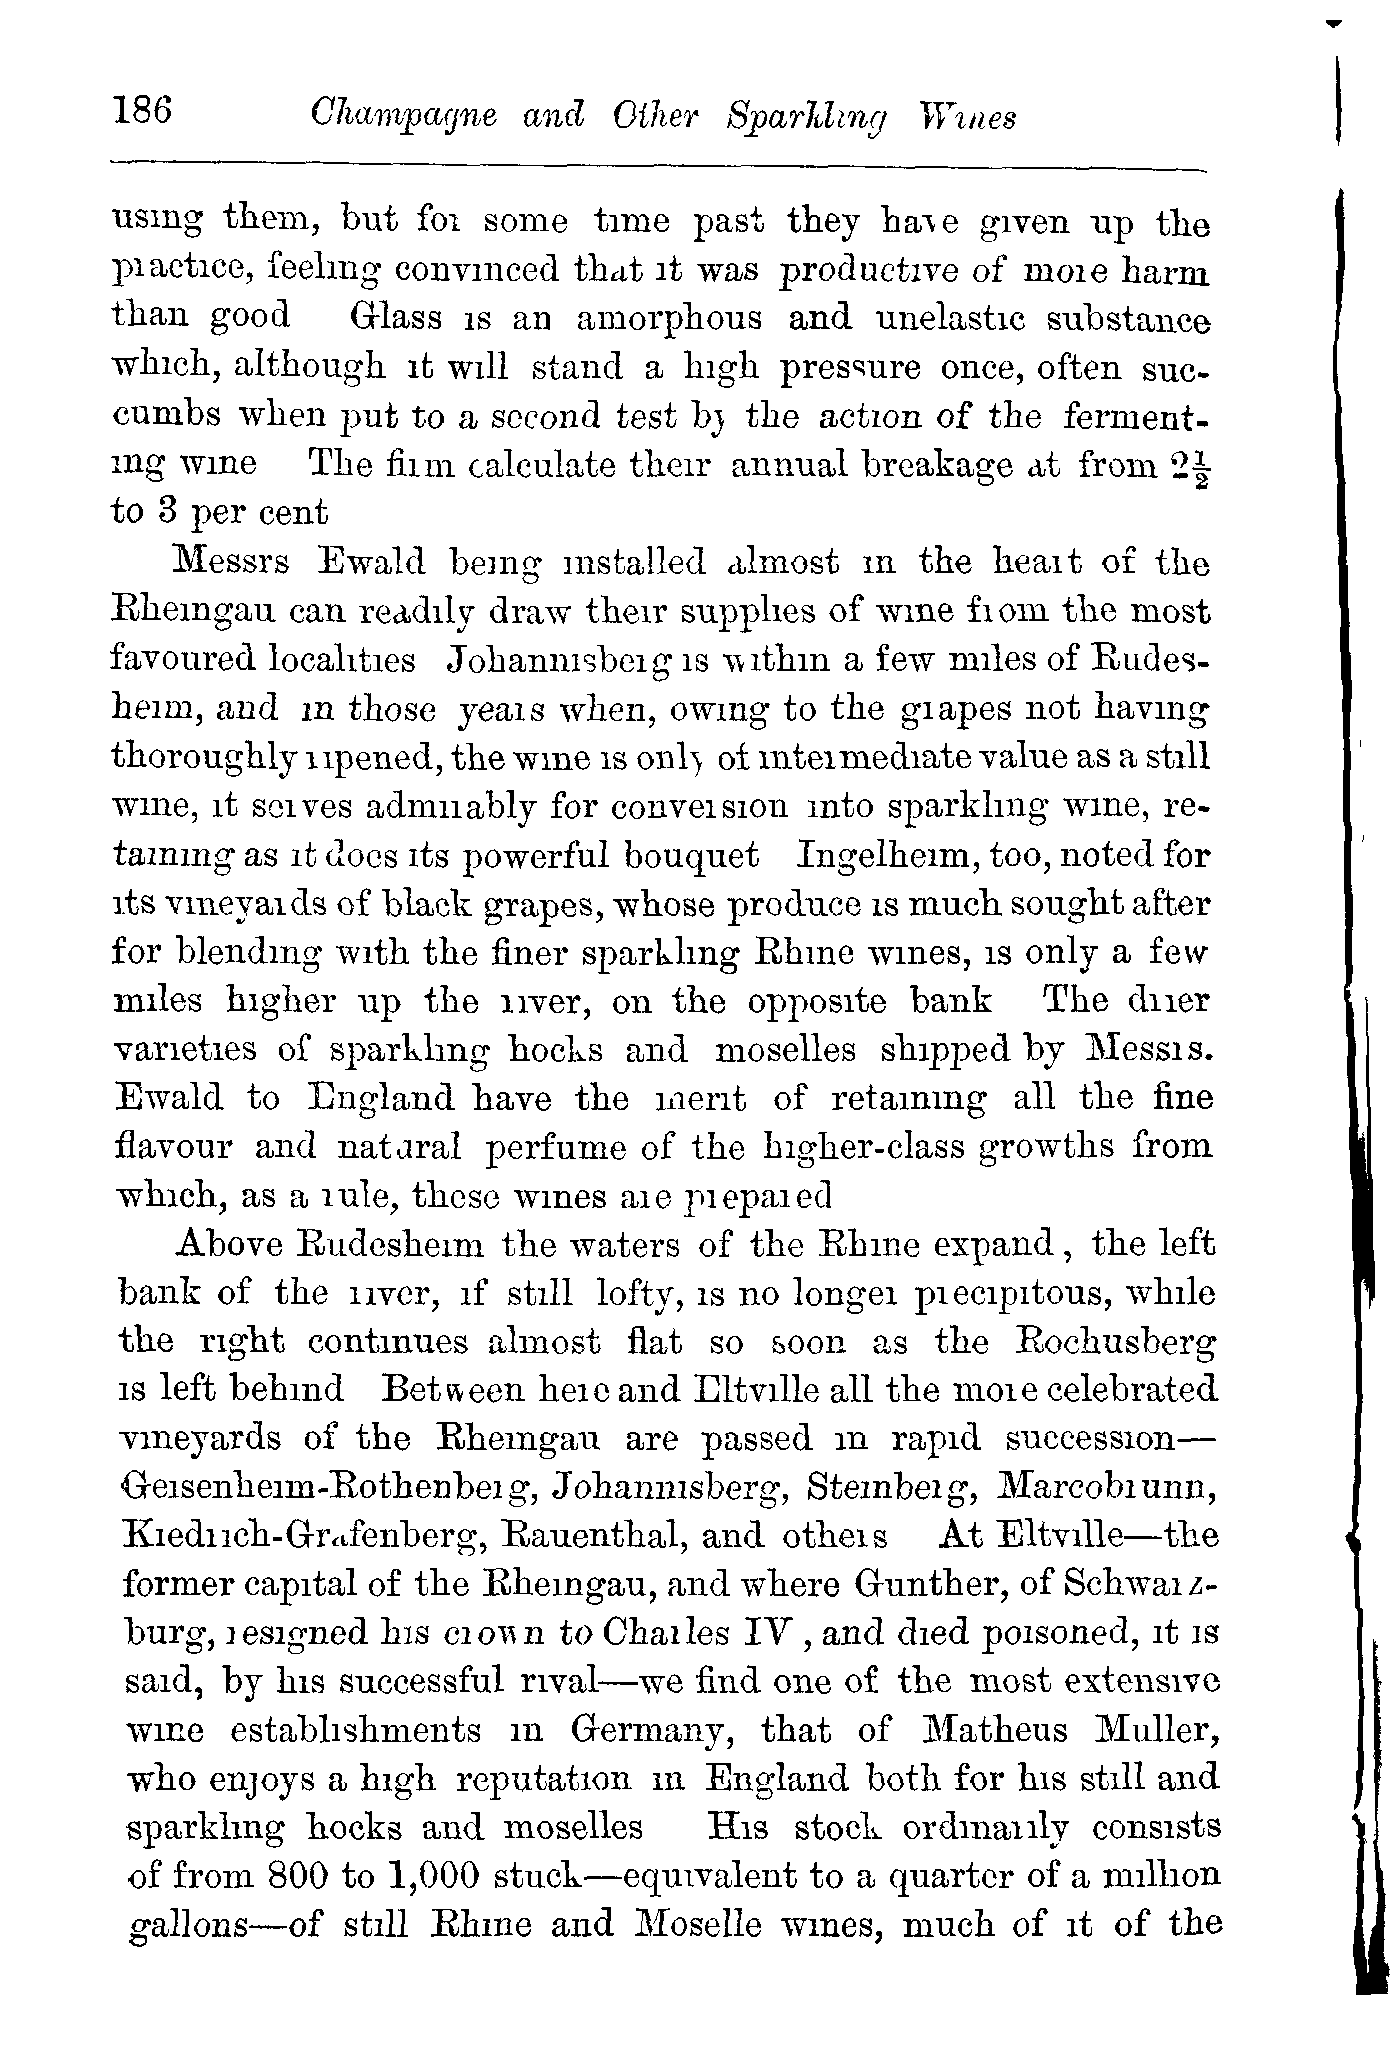 186 Champagne and Other Sparkling Wines
using them, but for some time past they have given up the
practice, feeling convinced that it was productive of more harm
than good Glass is an amorphous and unelastic substance
which, although it will stand a high pressure once, often suc-
cumbs when put to a second test by the action of the ferment-
ing wine The firm calculate their annual breakage at from 2½
to 3 per cent
Messrs Ewald being installed almost in the heart of the
Rheingau can readily draw their supplies of wine from the most
favoured localities Johannisberg is within a few miles of Rudes-
heim, and in those years when, owing to the grapes not having
thoroughly ripened, the wine is only of intermediate value as a still
wine, it serves admirably for conversion into sparkling wine, re-
taining as it does its powerful bouquet Ingelheim, too, noted for
its vineyards of black grapes, whose produce is much sought after
for blending with the finer sparkling Rhine wines, is only a few
miles higher up the river, on the opposite bank The drier
varieties of sparkling hocks and moselles shipped by Messrs.
Ewald to England have the merit of retaining all the fine
flavour and natural perfume of the higher-class growths from
which, as a rule, these wines are prepared
Above Rudesheim the waters of the Rhine expand, the left
bank of the river, if still lofty, is no longer precipitous, while
the right continues almost flat so soon as the Rochusberg
is left behind Between here and Eltville all the more celebrated
vineyards of the Rheingau are passed in rapid succession—
Geisenheim-Rothenberg, Johannisberg, Steinberg, Marcobrunn,
Kiedrich-Grafenberg, Rauenthal, and others At Eltville—the
former capital of the Rheingau, and where Gunther, of Schwarz-
burg, resigned his crown to Charles IV , and died poisoned, it is
said, by his successful rival—we find one of the most extensive
wine establishments in Germany, that of Matheus Muller,
who enjoys a high reputation in England both for his still and
sparkling hocks and moselles His stock ordinarily consists
of from 800 to 1,000 stuck—equivalent to a quarter of a million
gallons—of still Rhine and Moselle wines, much of it of the